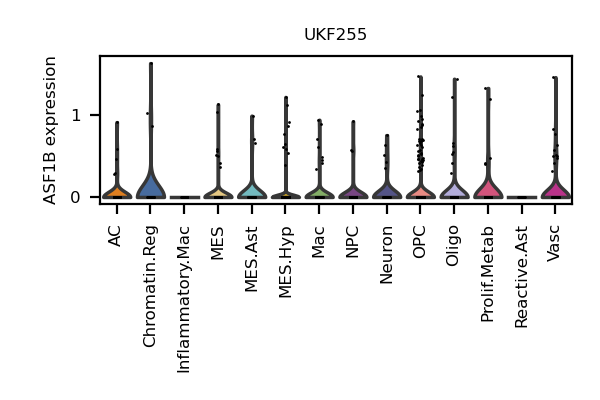 UKF255
ASF1B expression
1
0
AC
Chromatin.Reg
Inflammatory.Mac
MES
MES.Ast
MES.Hyp
Mac
NPC
Neuron
OPC
Oligo
Prolif.Metab
Reactive.Ast
Vasc